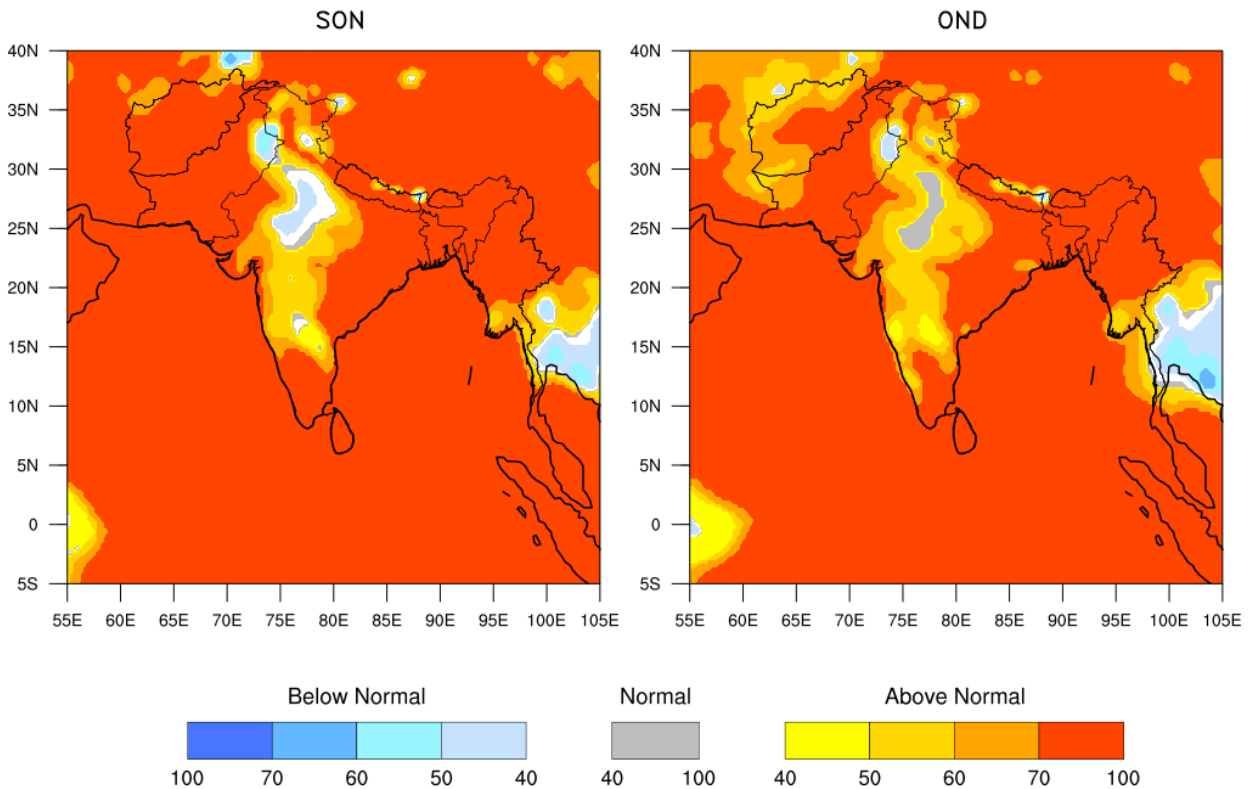 SON OND
40N 40N
35N 35N
30N 30N
25N 25N
20N 20N
15N 15N
10N 10N
5N 5N
0 0
5S 5S
55E 60E 65E 70E 75E 80E 85E 90E 95E 105E 55E 60E 65E 70E 75E 80E 85E 90E 95E 105E
Below Normal Normal Above Normal
100 70 60 50 40 40 100 40 50 60 70 100